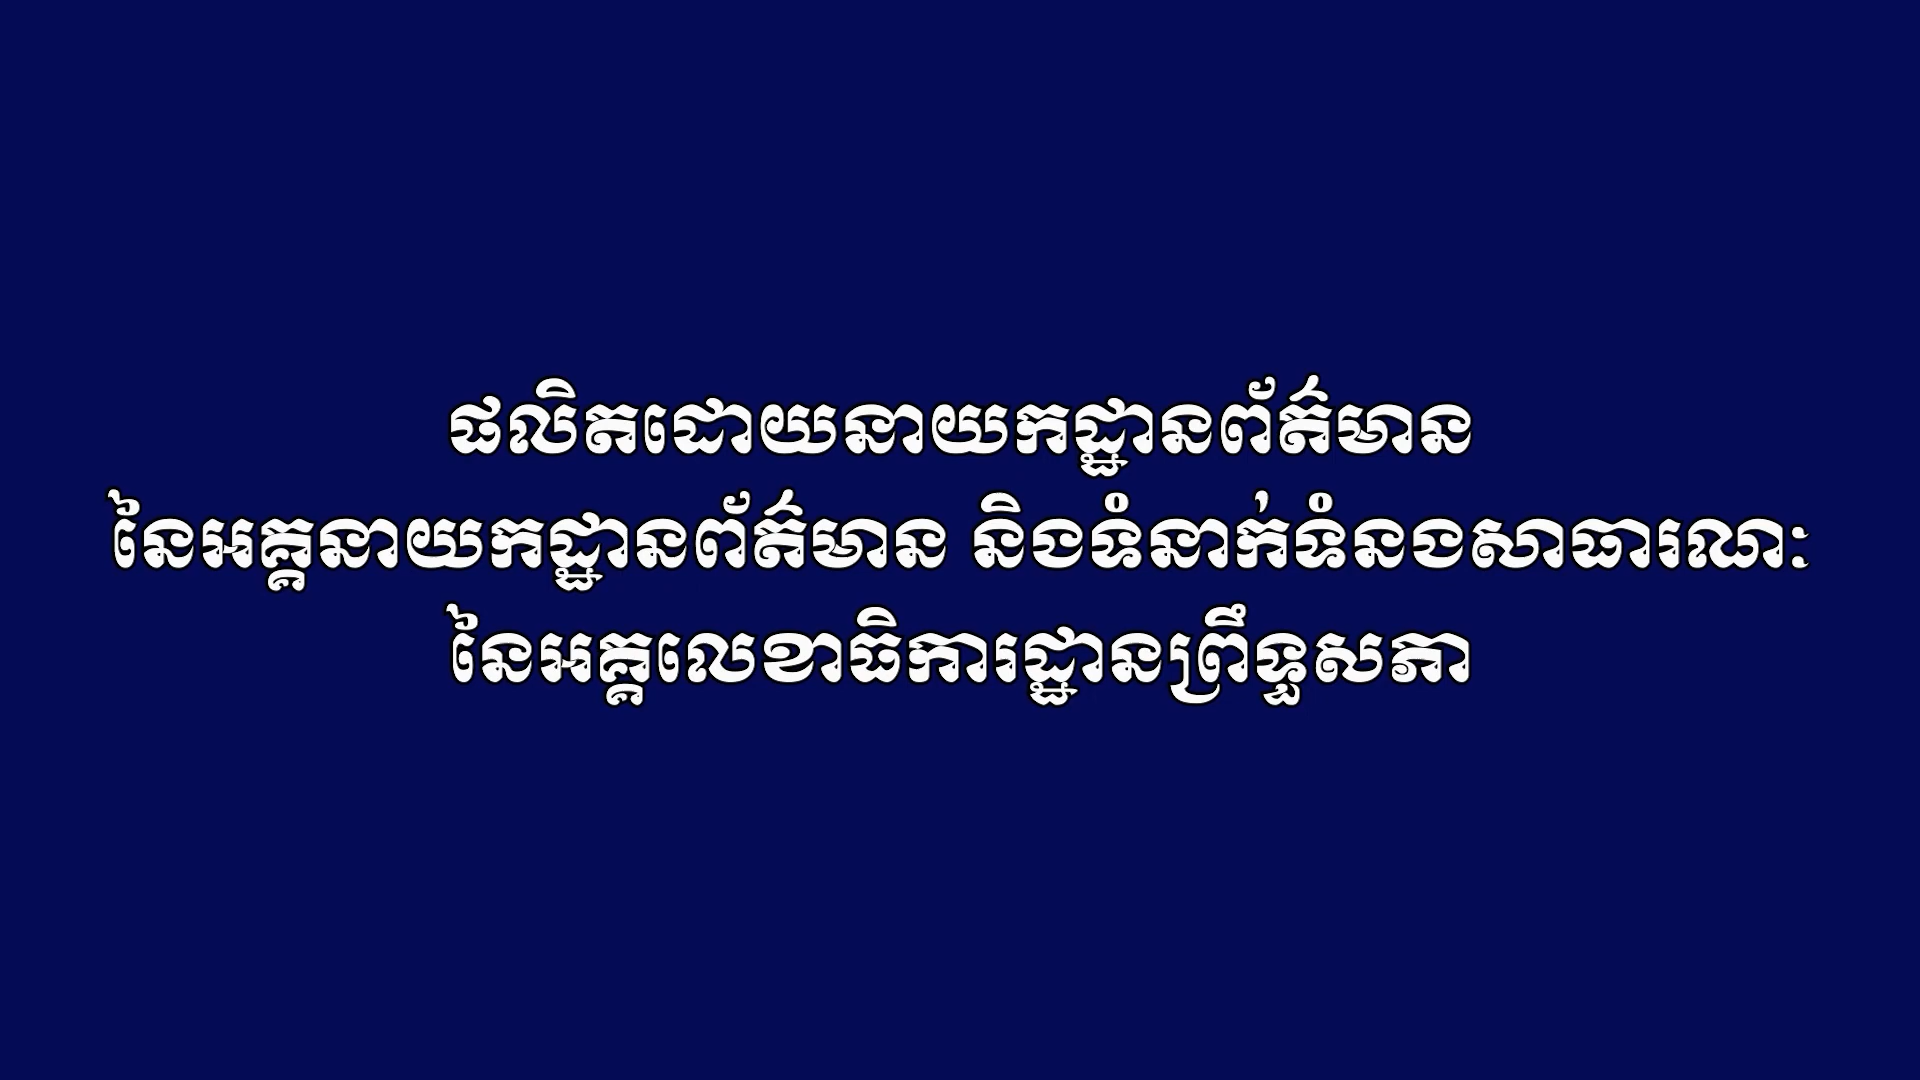 ផលិតដោយនាយកដ្ឋានព័ត៌មាន
នៃអគ្គនាយកដ្ឋានព័ត៌មាន និងទំនាក់ទំនងសាធារណៈ
នៃអគ្គលេខាធិការដ្ឋានព្រឹទ្ធសភា